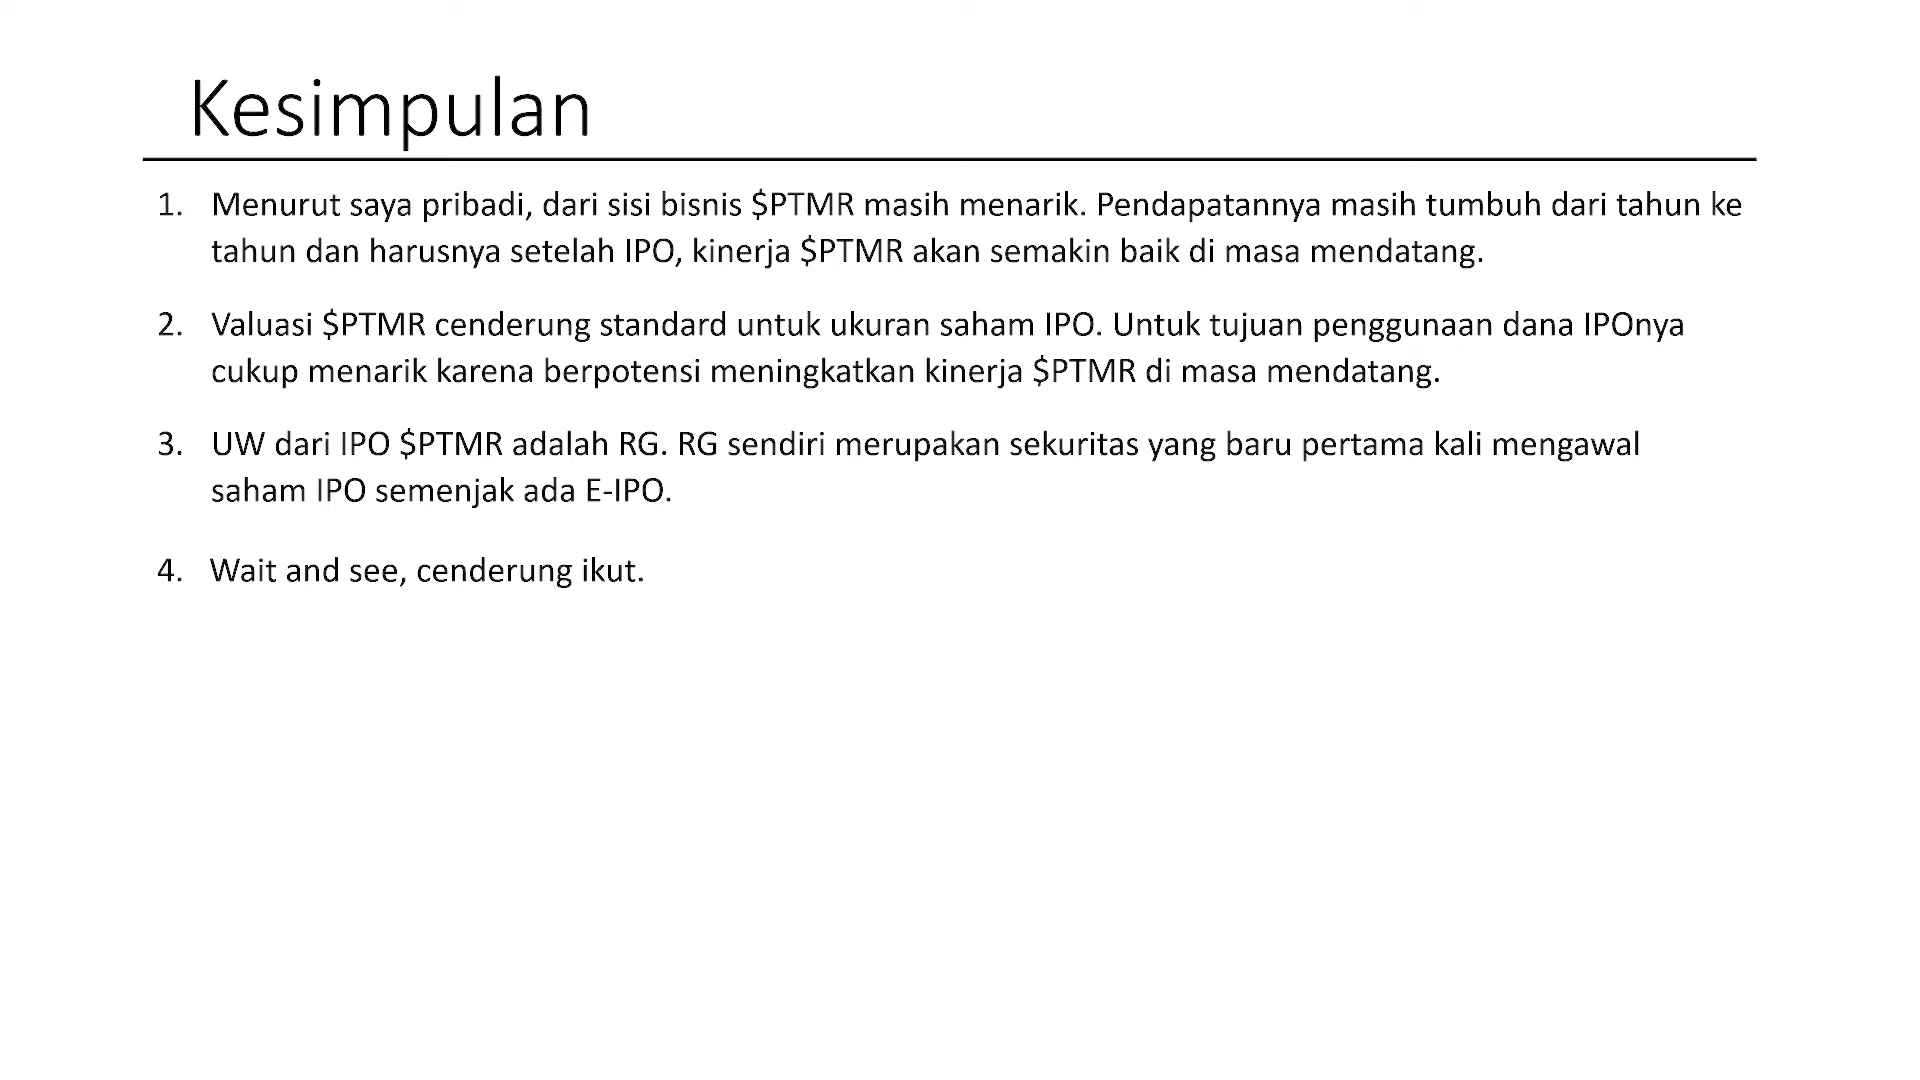 Kesimpulan
1. Menurut saya pribadi, dari sisi bisnis $PTMR masih menarik. Pendapatannya masih tumbuh dari tahun ke
tahun dan harusnya setelah IPO, kinerja $PTMR akan semakin baik di masa mendatang.
2. Valuasi $PTMR cenderung standard untuk ukuran saham IPO. Untuk tujuan penggunaan dana IPOnya
cukup menarik karena berpotensi meningkatkan kinerja $PTMR di masa mendatang.
3. UW dari IPO $PTMR adalah RG. RG sendiri merupakan sekuritas yang baru pertama kali mengawal
saham IPO semenjak ada E-IPO.
4. Wait and see, cenderung ikut.